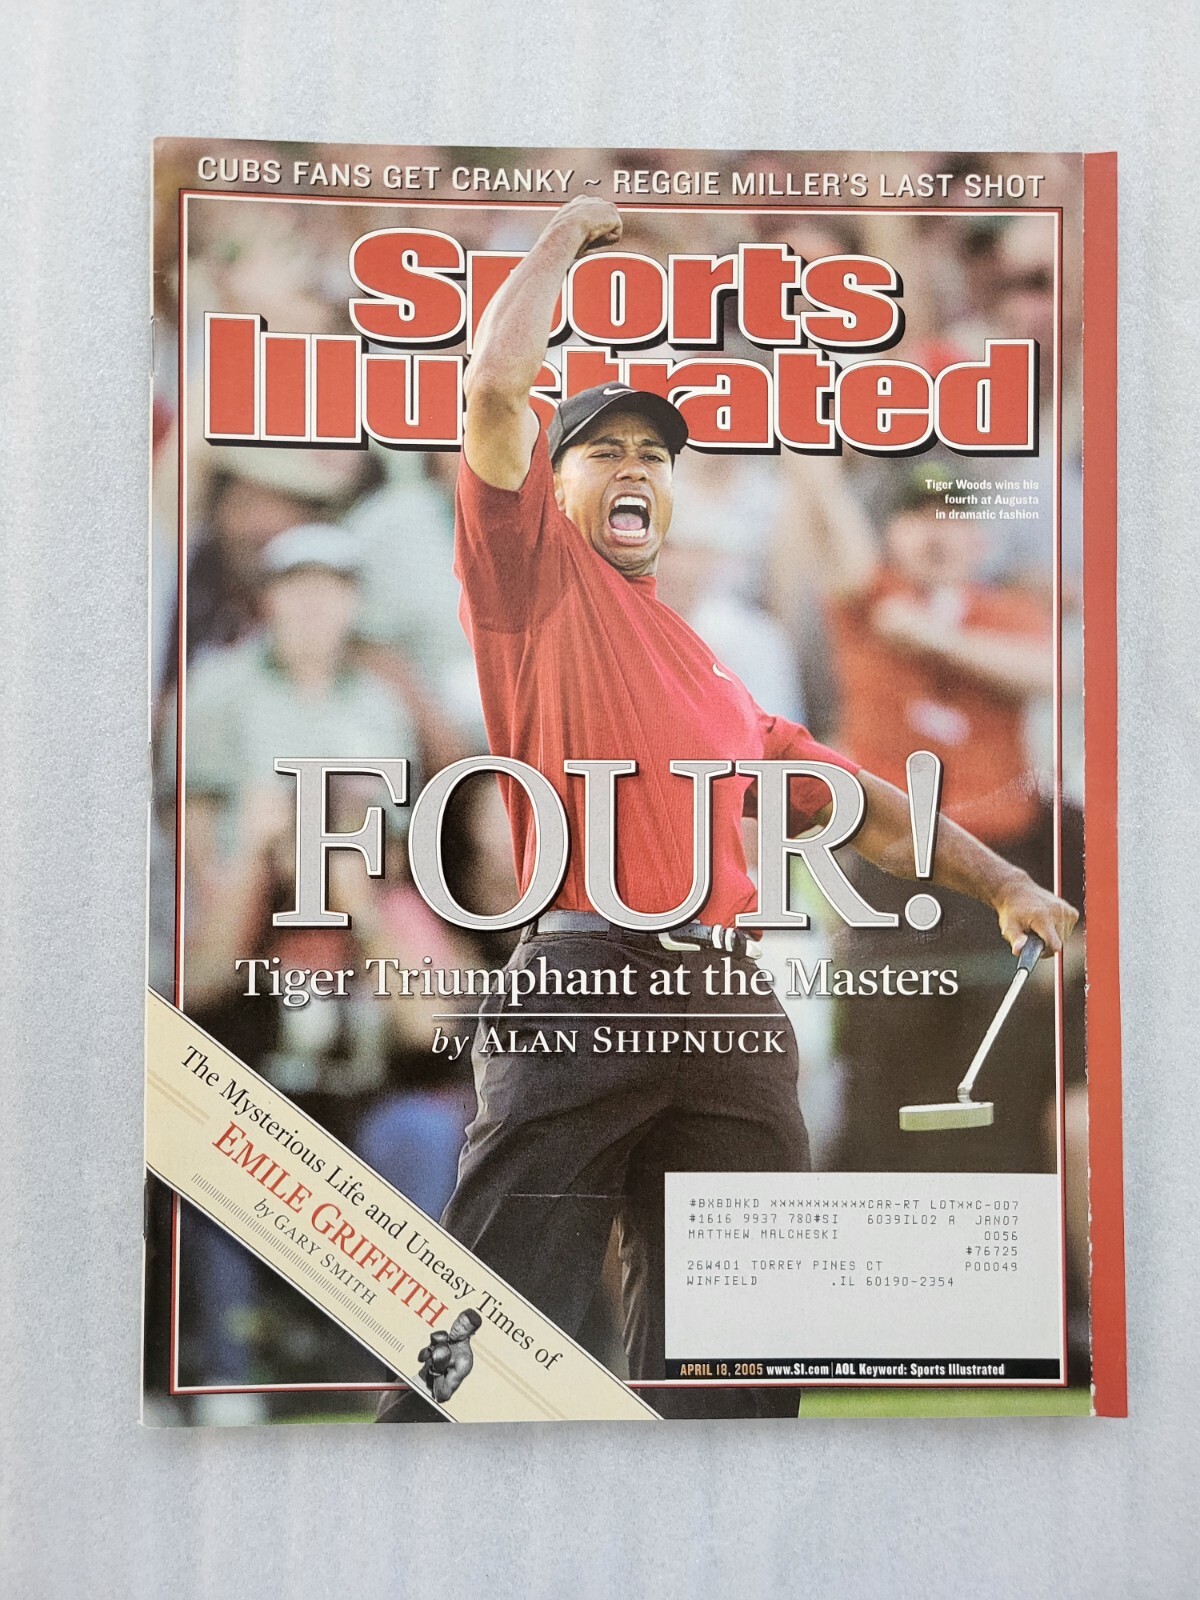 CUBS FANS GET CRANKY ~ REGGIE MILLER'S LAST SHOT
Sports
Illustrated
Tiger Woods wins his
fourth at Augusta
in dramatic fashion
FOUR!
Tiger Triumphant at the Masters
by ALAN SHIPNUCK
The Mysterious Life and Uneasy Times of
EMILE GRIFFITH
by GARY SMITH
#BXBDHKD ***********CAR-RT LOT**C-007
#1616 9937 780#SI 6039IL02 A JAN07
MATTHEW MALCHESKI 0056
#76725
26W401 TORREY PINES CT P00049
WINFIELD .IL 60190-2354
APRIL 18, 2005 www.SI.com | AOL Keyword: Sports Illustrated